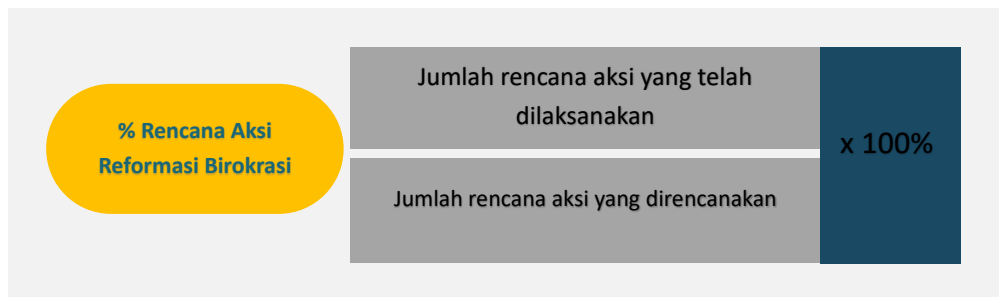 % Rencana Aksi
Reformasi Birokrasi
Jumlah rencana aksi yang telah
dilaksanakan
Jumlah rencana aksi yang direncanakan
x 100%